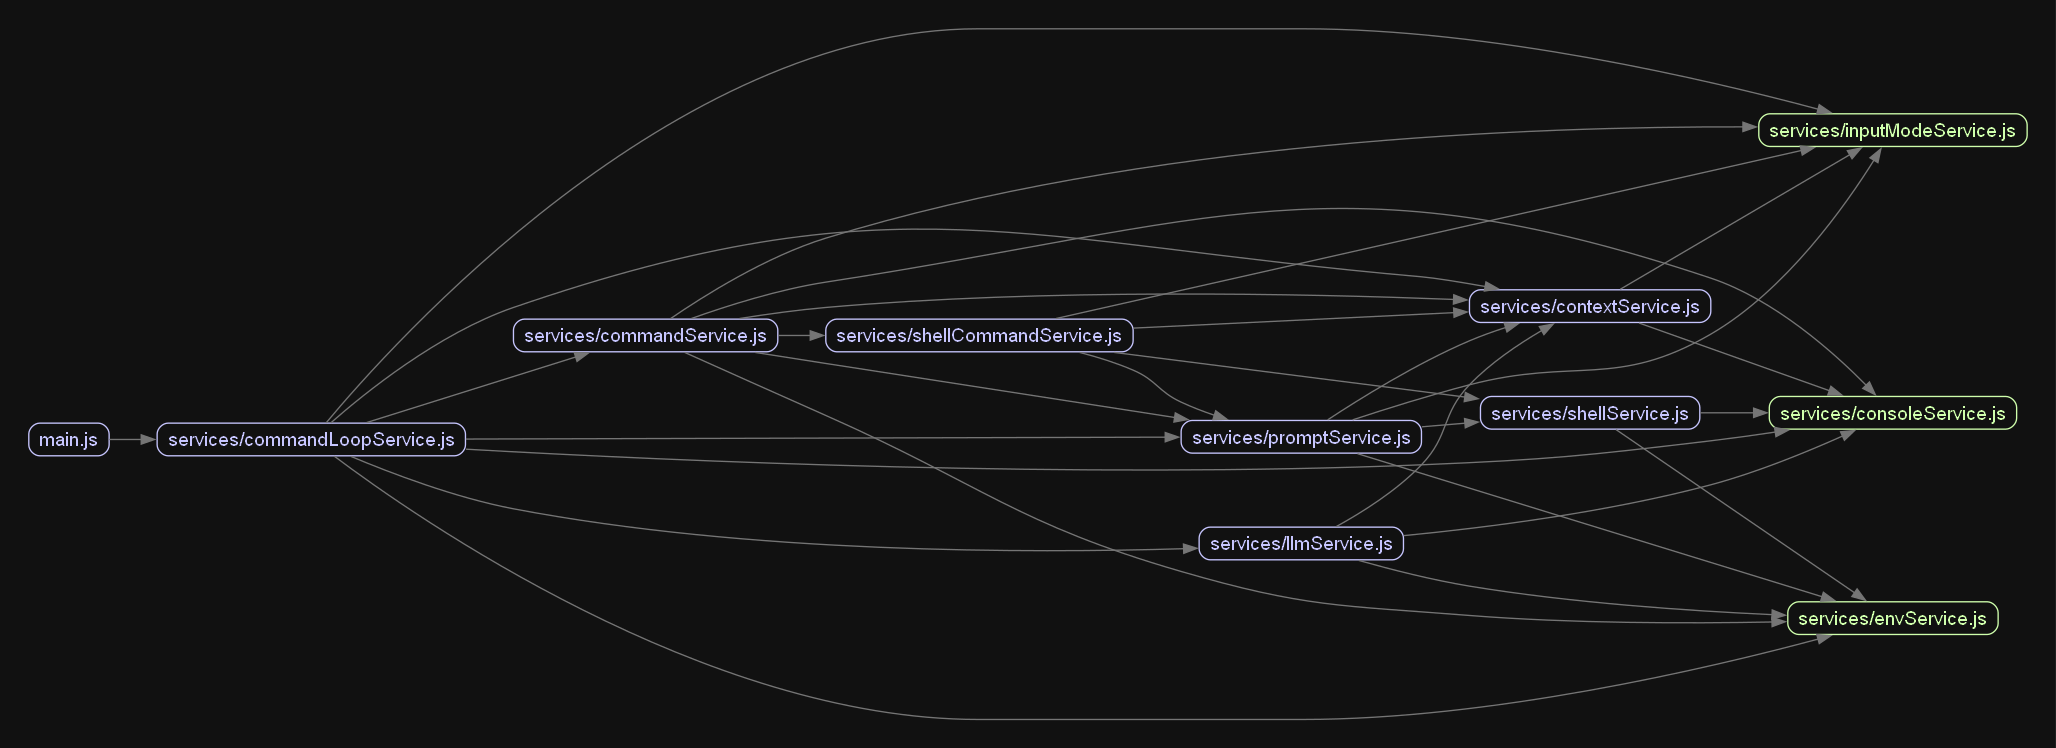 main.js
services/commandLoopService.js
services/commandService.js
services/shellCommandService.js
services/promptService.js
services/llmService.js
services/contextService.js
services/shellService.js
services/inputModeService.js
services/consoleService.js
services/envService.js